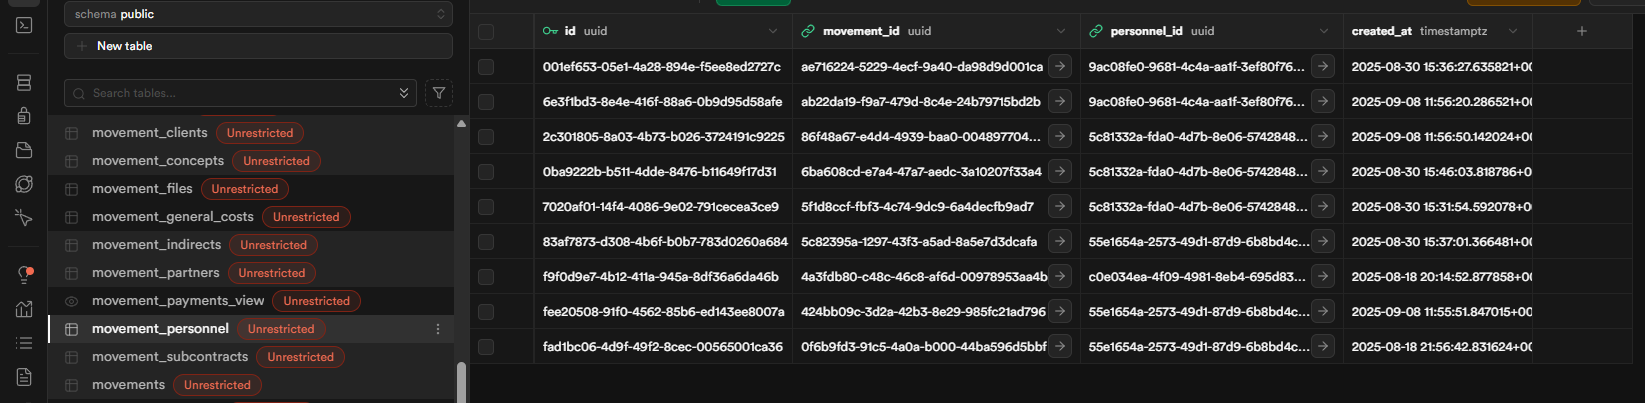 schema public
New table
Search tables...
movement_clients Unrestricted
movement_concepts Unrestricted
movement_files Unrestricted
movement_general_costs Unrestricted
movement_indirects Unrestricted
movement_partners Unrestricted
movement_payments_view Unrestricted
movement_personnel Unrestricted
movement_subcontracts Unrestricted
movements Unrestricted
id uuid movement_id uuid personnel_id uuid created_at timestamptz
001ef653-05e1-4a28-894e-f5ee8ed2727c ae716224-5229-4ecf-9a40-da98d9d001ca 9ac08fe0-9681-4c4a-aa1f-3ef80f76... 2025-08-30 15:36:27.635821+00
6e3f1bd3-8e4e-416f-88a6-0b9d95d58afe ab22da19-f9a7-479d-8c4e-24b79715bd2b 9ac08fe0-9681-4c4a-aa1f-3ef80f76... 2025-09-08 11:56:20.286521+00
2c301805-8a03-4b73-b026-3724191c9225 86f48a67-e4d4-4939-baa0-004897704... 5c81332a-fda0-4d7b-8e06-5742848... 2025-09-08 11:56:50.142024+00
0ba9222b-b511-4dde-8476-b11649f17d31 6ba608cd-e7a4-47a7-aedc-3a10207f33a4 5c81332a-fda0-4d7b-8e06-5742848... 2025-08-30 15:46:03.818786+0
7020af01-14f4-4086-9e02-791cecea3ce9 5f1d8ccf-fbf3-4c74-9dc9-6a4decfb9ad7 5c81332a-fda0-4d7b-8e06-5742848... 2025-08-30 15:31:54.592078+0
83af7873-d308-4b6f-b0b7-783d0260a684 5c82395a-1297-43f3-a5ad-8a5e7d3dcafa 55e1654a-2573-49d1-87d9-6b8bd4c... 2025-08-30 15:37:01.366481+00
f9f0d9e7-4b12-411a-945a-8df36a6da46b 4a3fdb80-c48c-46c8-af6d-00978953aa4b c0e034ea-4f09-4981-8eb4-695d83... 2025-08-18 20:14:52.877858+00
fee20508-91f0-4562-85b6-ed143ee8007a 424bb09c-3d2a-42b3-8e29-985fc21ad796 55e1654a-2573-49d1-87d9-6b8bd4c... 2025-09-08 11:55:51.847015+00
fad1bc06-4d9f-49f2-8cec-00565001ca36 0f6b9fd3-91c5-4a0a-b000-44ba596d5bbf 55e1654a-2573-49d1-87d9-6b8bd4c... 2025-08-18 21:56:42.831624+00